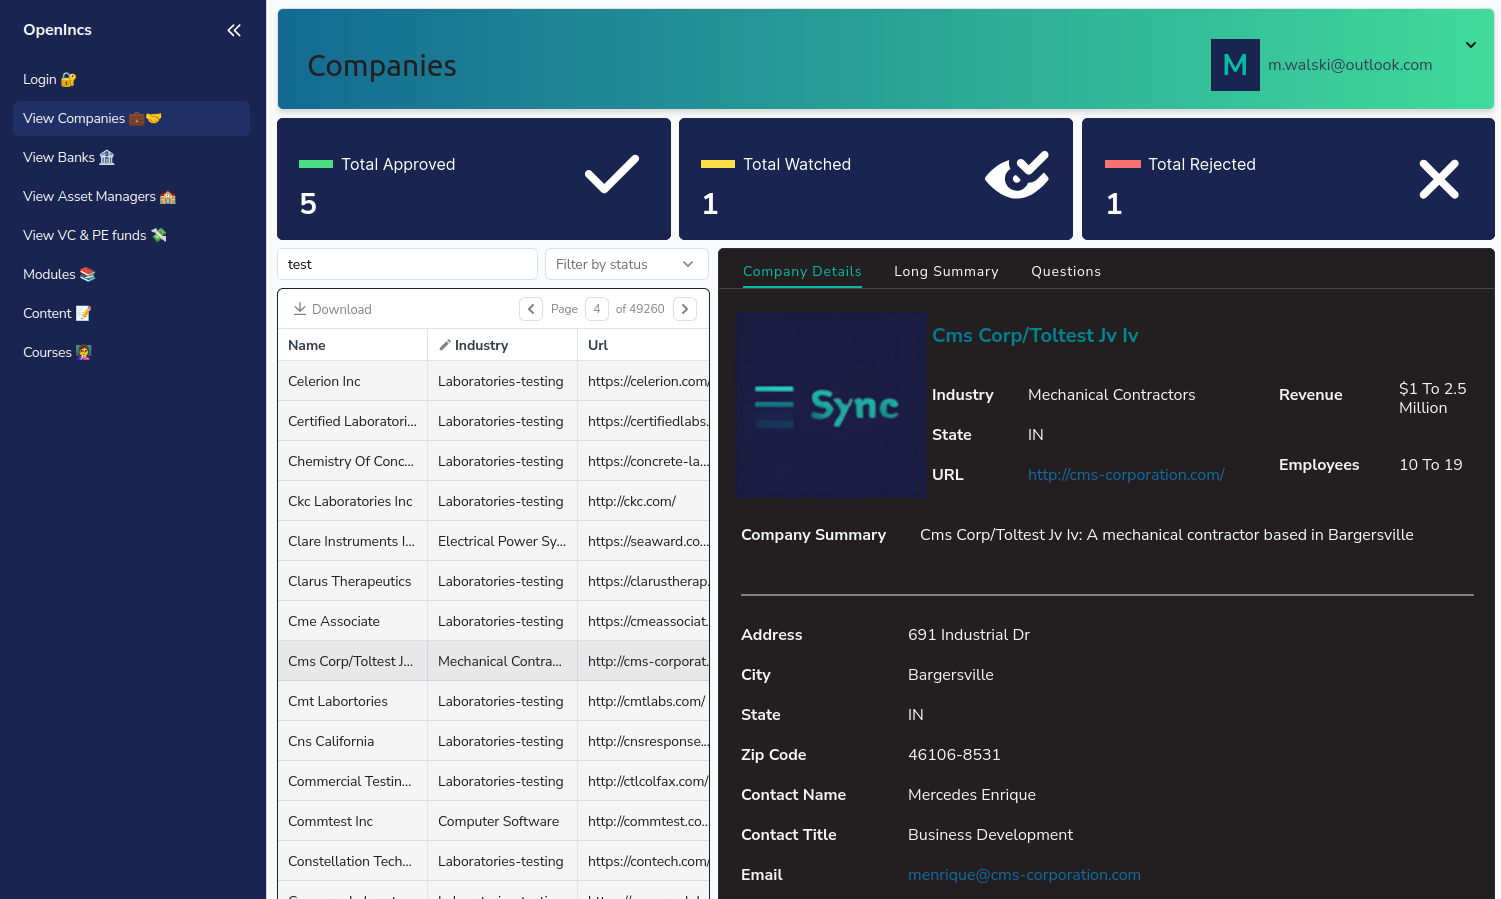 OpenIncs
Login
View Companies
View Banks
View Asset Managers
View VC & PE funds
Modules
Content
Courses
Companies
M
m.walski@outlook.com
Total Approved
5
Total Watched
1
Total Rejected
1
test
Filter by status
Download
Page 4 of 49260
Name Industry Url
Celerion Inc Laboratories-testing https://celerion.com/
Certified Laboratori... Laboratories-testing https://certifiedlabs.
Chemistry Of Conc... Laboratories-testing https://concrete-la...
Ckc Laboratories Inc Laboratories-testing http://ckc.com/
Clare Instruments I... Electrical Power Sy... https://seaward.co...
Clarus Therapeutics Laboratories-testing https://clarustherap.
Cme Associate Laboratories-testing https://cmeassociat.
Cms Corp/Toltest J... Mechanical Contra... http://cms-corporat.
Cmt Labortories Laboratories-testing http://cmtlabs.com/
Cns California Laboratories-testing http://cnsresponse...
Commercial Testin... Laboratories-testing http://ctlcolfax.com/
Commtest Inc Computer Software http://commtest.co...
Constellation Tech... Laboratories-testing https://contech.com/
Company Details Long Summary Questions
Sync
Cms Corp/Toltest Jv Iv
Industry Mechanical Contractors
State IN
URL http://cms-corporation.com/
Revenue $1 To 2.5
Million
Employees 10 To 19
Company Summary Cms Corp/Toltest Jv Iv: A mechanical contractor based in Bargersville
Address 691 Industrial Dr
City Bargersville
State IN
Zip Code 46106-8531
Contact Name Mercedes Enrique
Contact Title Business Development
Email menrique@cms-corporation.com